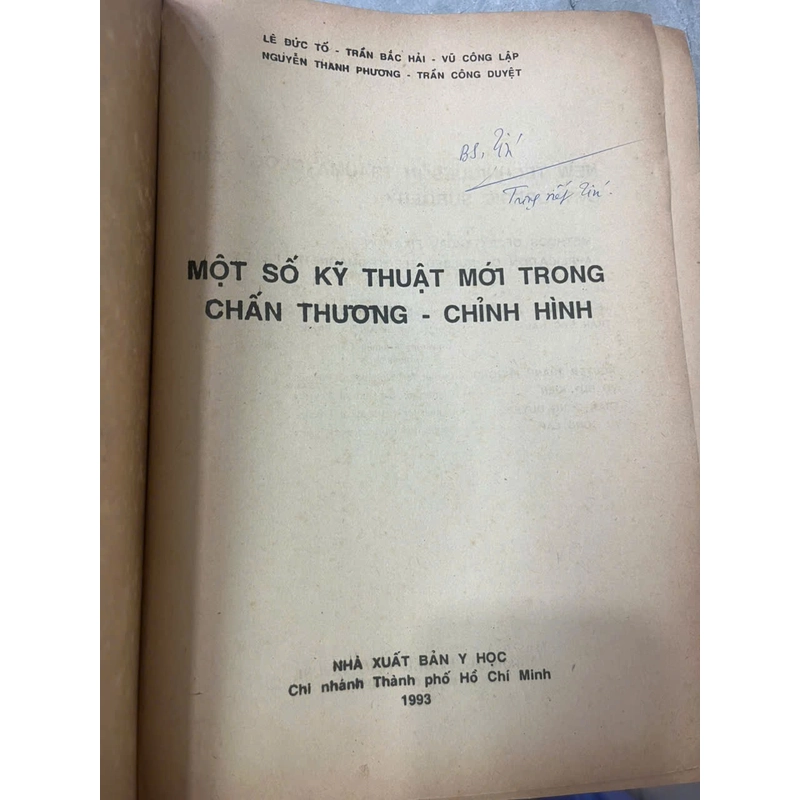 LÊ ĐỨC TỐ - TRẦN BẮC HẢI - VŨ CÔNG LẬP
NGUYỄN THANH PHƯƠNG - TRẦN CÔNG DUYỆT
BS.
MỘT SỐ KỸ THUẬT MỚI TRONG
CHẤN THƯƠNG - CHỈNH HÌNH
NHÀ XUẤT BẢN Y HỌC
Chi nhánh Thành phố Hồ Chí Minh
1993